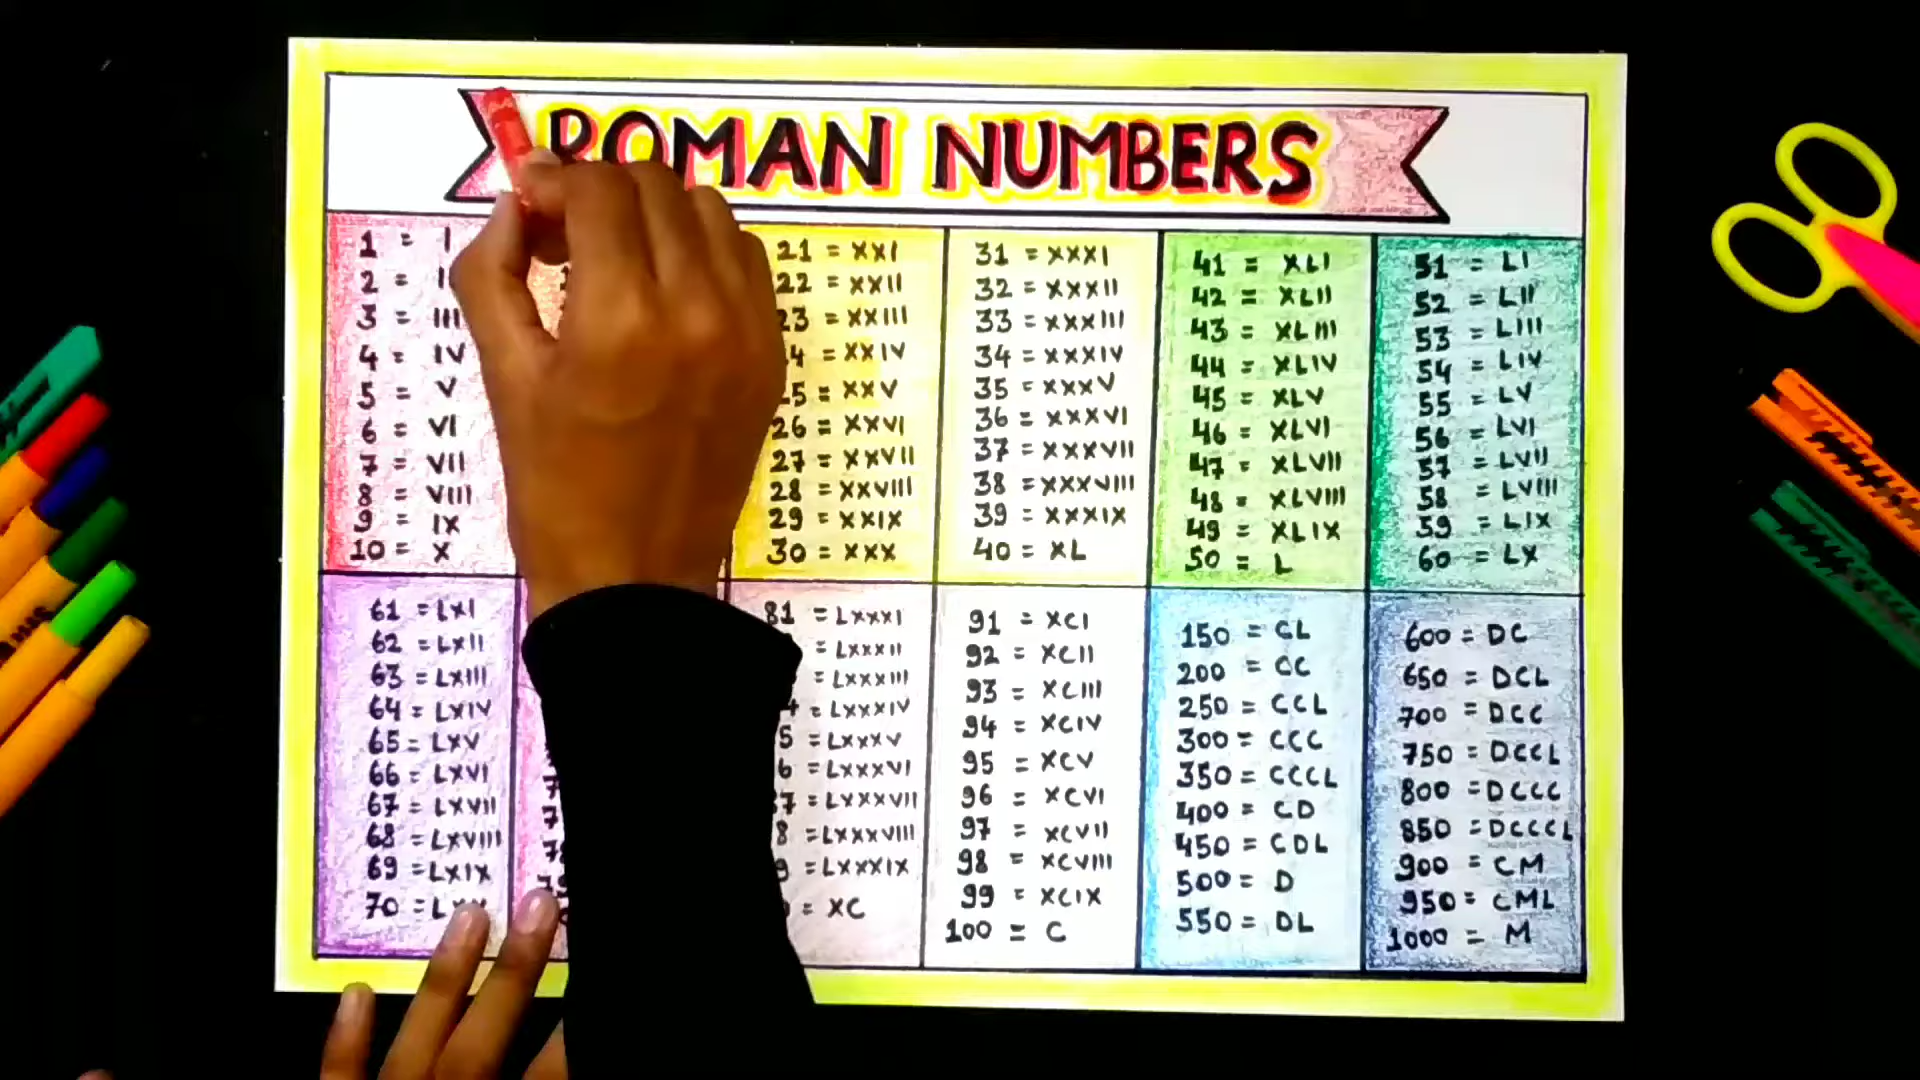 ROMAN NUMBERS
1 = I
2 =
3 = III
4 = IV
5 = V
6 = VI
7 = VII
8 = VIII
9 = IX
10 = X
21 = XXI
22 = XXII
23 = XXIII
= XXIV
= XXV
26 = XXVI
27 = XXVII
28 = XXVIII
29 = XXIX
30 = XXX
31 = XXXI
32 = XXXII
33 = XXXIII
34 = XXXIV
35 = XXXV
36 = XXXVI
37 = XXXVII
38 = XXXVIII
39 = XXXIX
40 = XL
41 = XLI
42 = XLII
43 = XLIII
44 = XLIV
45 = XLV
46 = XLVI
47 = XLVII
48 = XLVIII
49 = XLIX
50 = L
51 = LI
52 = LII
53 = LIII
54 = LIV
55 = LV
56 = LVI
57 = LVII
58 = LVIII
59 = LIX
60 = LX
61 = LXI
62 = LXII
63 = LXIII
64 = LXIV
65 = LXV
66 = LXVI
67 = LXVII
68 = LXVIII
69 = LXIX
70 =
81 = LXXXI
= LXXXII
= LXXXIII
= LXXXIV
= LXXXV
= LXXXVI
= LXXXVII
= LXXXVIII
= LXXXIX
= XC
91 = XCI
92 = XCII
93 = XCIII
94 = XCIV
95 = XCV
96 = XCVI
97 = XCVII
98 = XCVIII
99 = XCIX
100 = C
150 = CL
200 = CC
250 = CCL
300 = CCC
350 = CCCL
400 = CD
450 = CDL
500 = D
550 = DL
600 = DC
650 = DCL
700 = DCC
750 = DCCL
800 = DCCC
850 = DCCCL
900 = CM
950 = CML
1000 = M